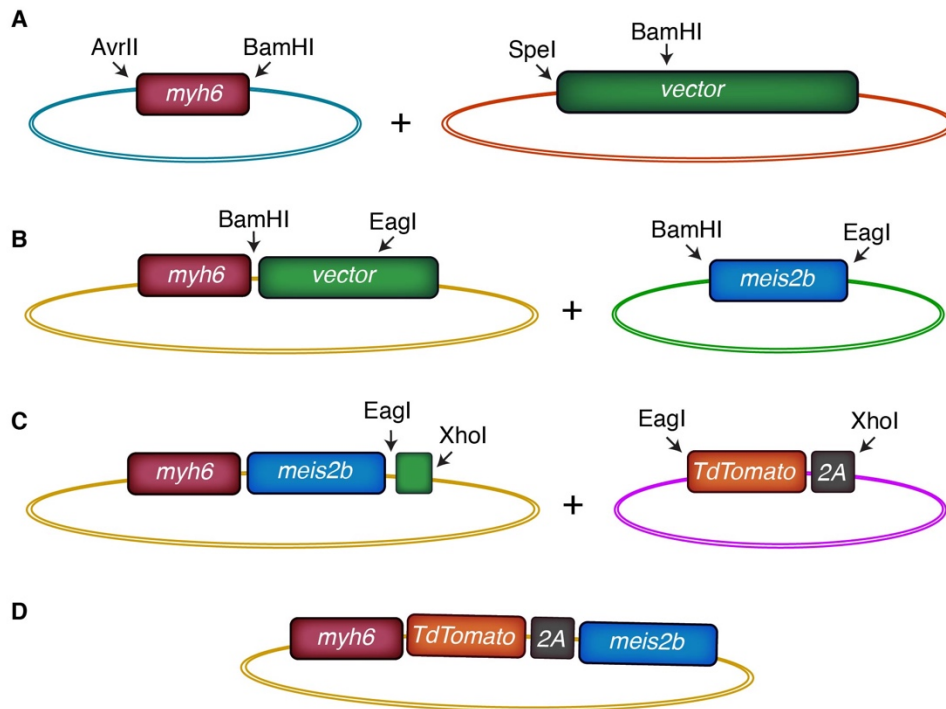 A
AvrII BamHI
myh6
+
SpeI BamHI
vector
B
BamHI EagI
myh6 vector
+
BamHI EagI
meis2b
C
EagI XhoI
myh6 meis2b
+
EagI XhoI
TdTomato 2A
D
myh6 TdTomato 2A meis2b